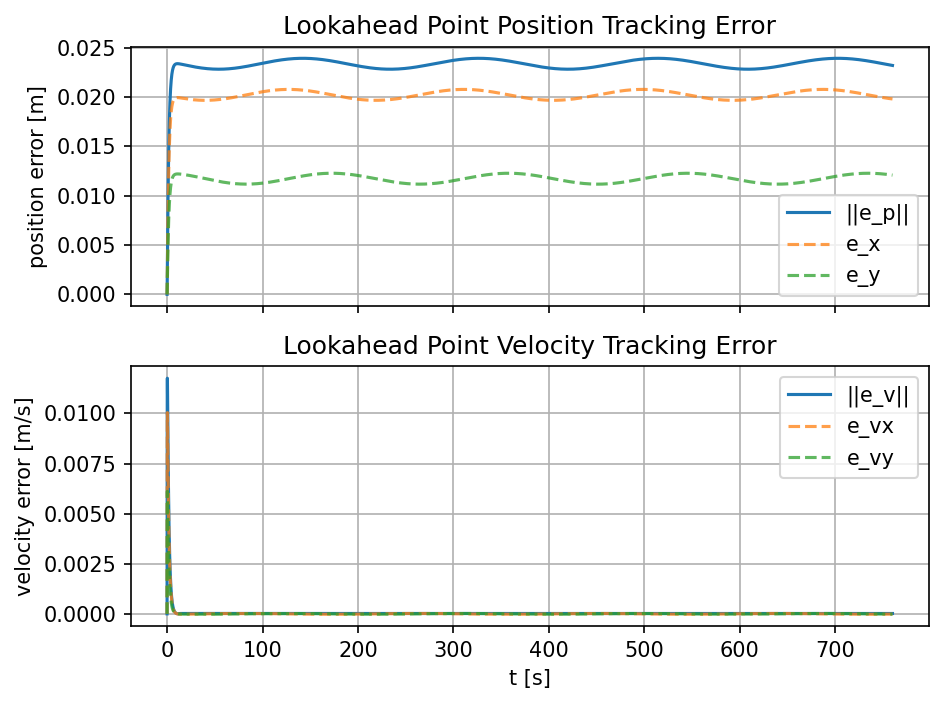 Lookahead Point Position Tracking Error
position error [m]
0.025
0.020
0.015
0.010
0.005
0.000
||e_p||
e_x
e_y
Lookahead Point Velocity Tracking Error
velocity error [m/s]
0.0100
0.0075
0.0050
0.0025
0.0000
||e_v||
e_vx
e_vy
0 100 200 300 400 500 600 700
t [s]